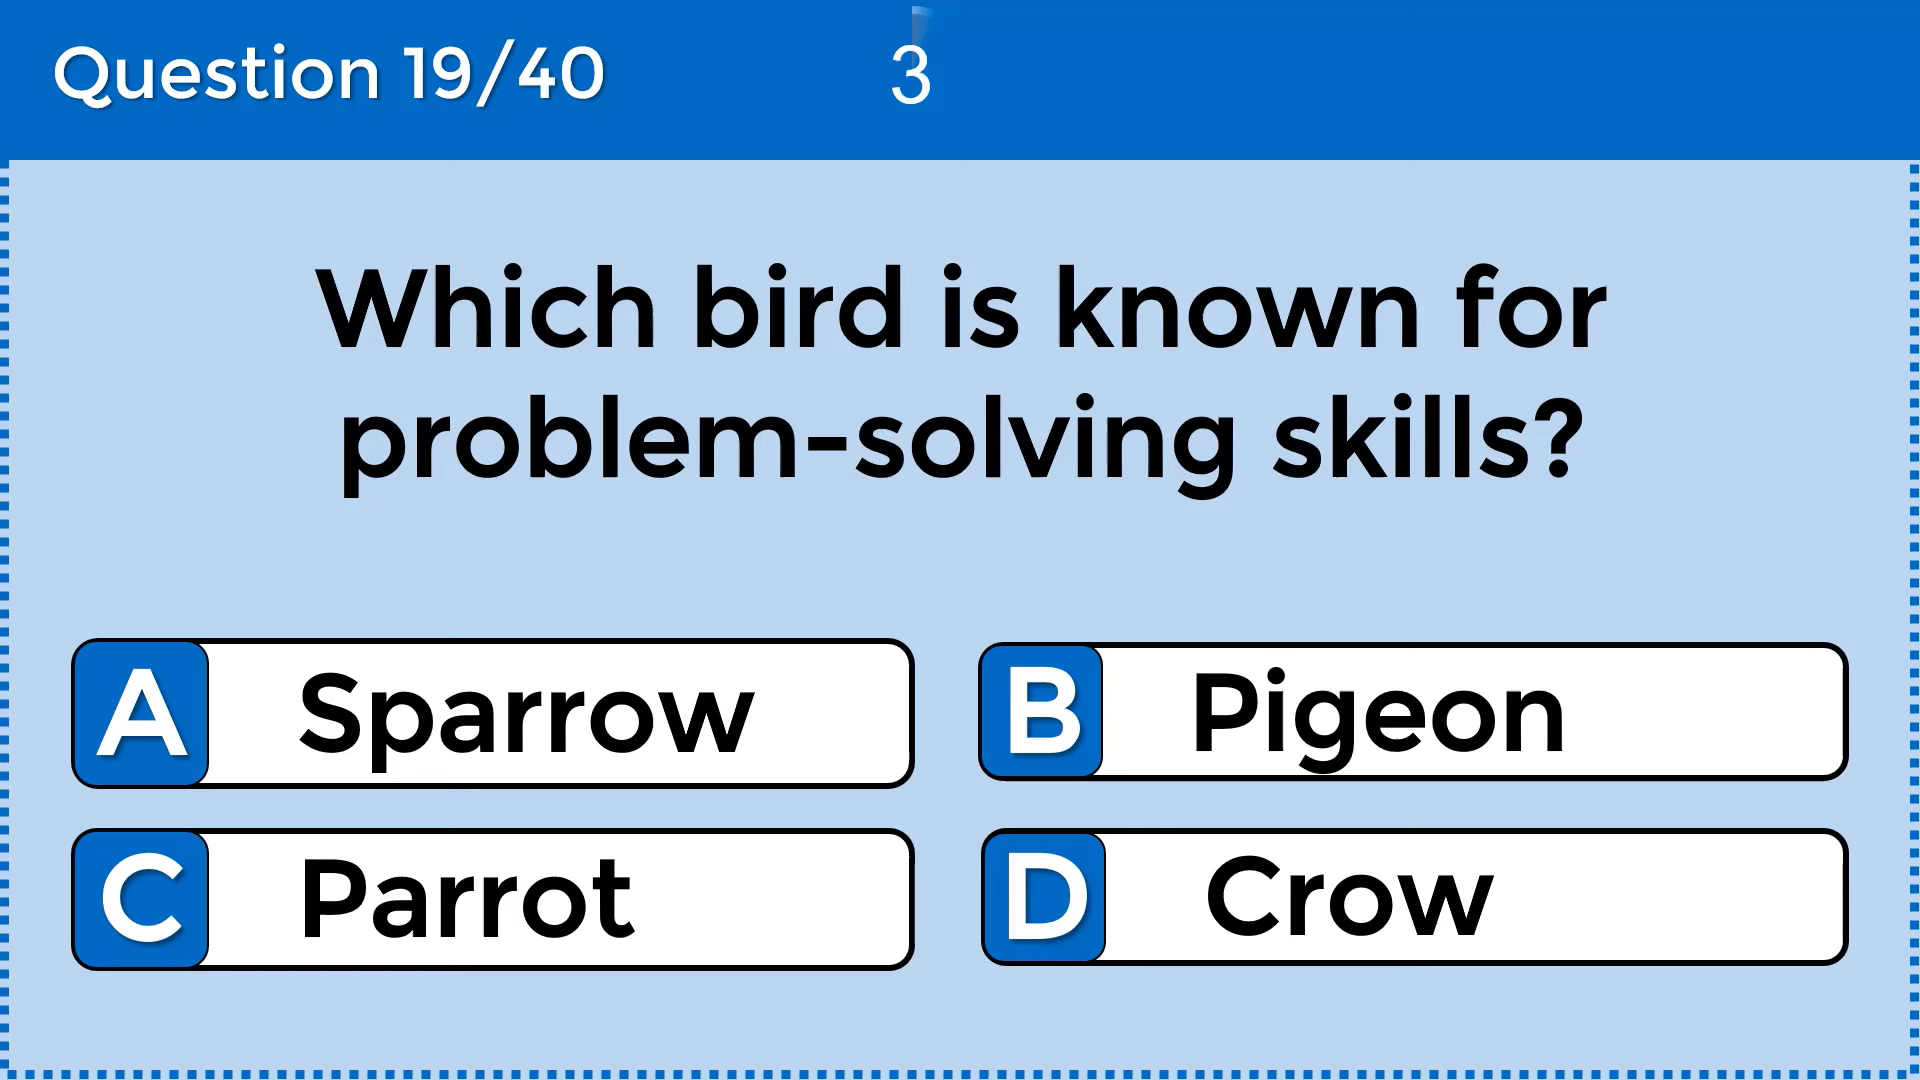 Question 19/40
3
Which bird is known for
problem-solving skills?
A Sparrow
B Pigeon
C Parrot
D Crow